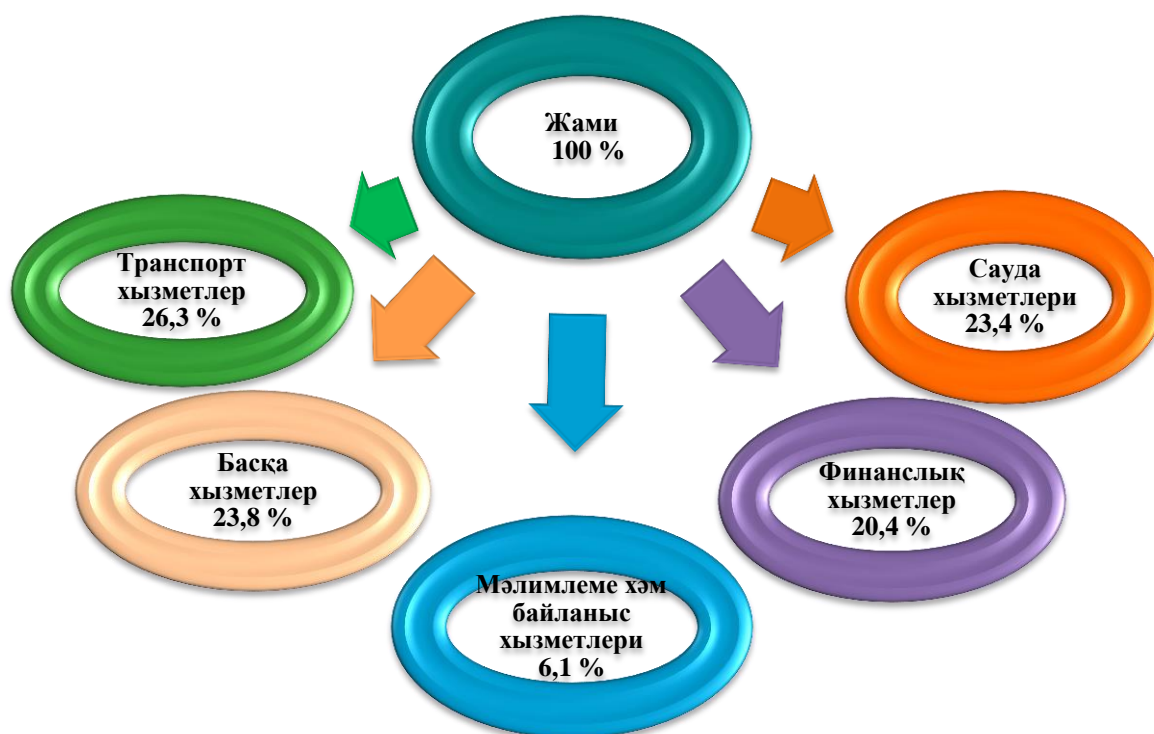 Жами
100 %
Транспорт
хызметлер
26,3 %
Сауда
хызметлери
23,4 %
Басқа
хызметлер
23,8 %
Финанслық
хызметлер
20,4 %
Мәлимлеме хәм
байланыс
хызметлери
6,1 %